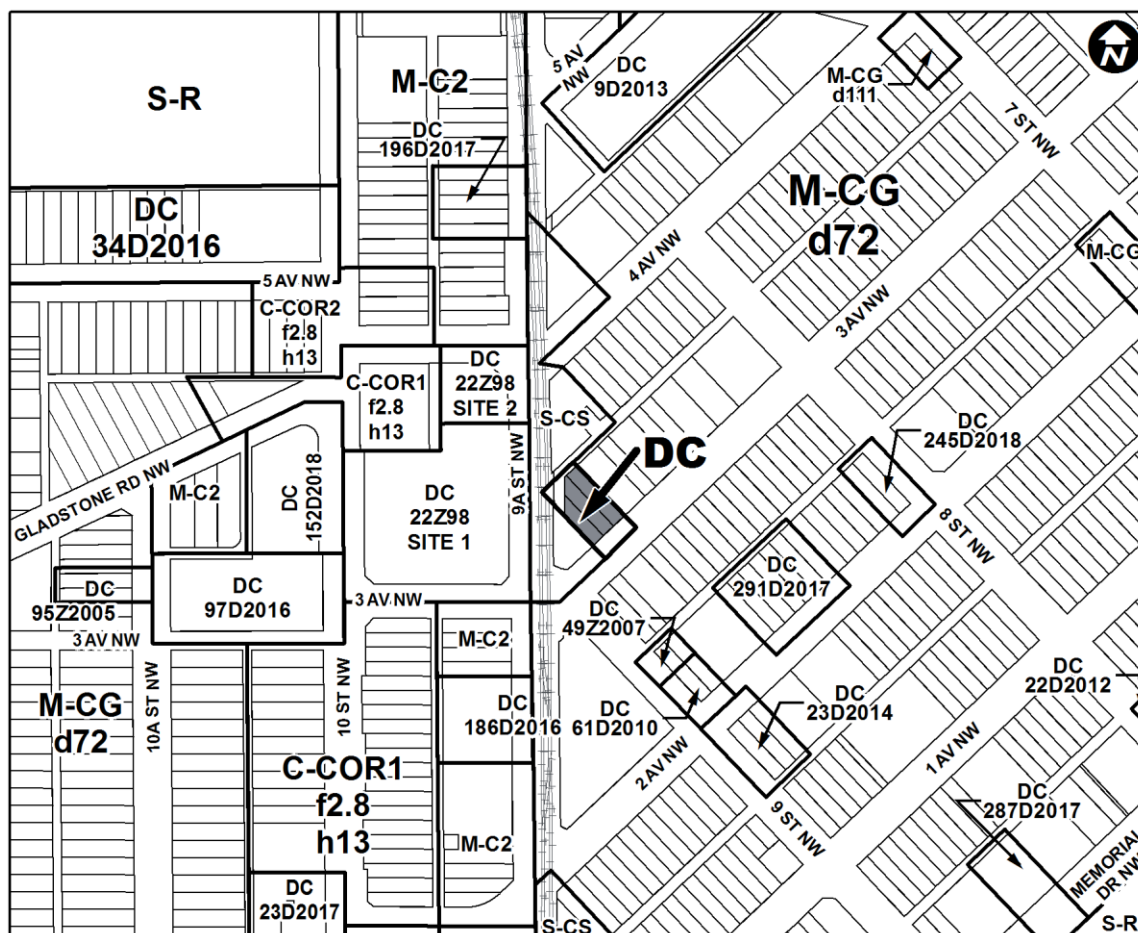 N
S-R
M-C2
DC
196D2017
5 AV
NW
DC
9D2013
M-CG
d111
7 ST NW
M-CG
d72
DC
34D2016
4 AV NW
M-CG
5 AV NW
C-COR2
f2.8
h13
3 AV NW
C-COR1
f2.8
h13
DC
22Z98
SITE 2
S-CS
DC
DC
245D2018
9A ST NW
GLADSTONE RD NW
M-C2
DC
152D2018
DC
22Z98
SITE 1
8 ST NW
DC
291D2017
DC
95Z2005
DC
97D2016
3 AV NW
DC
49Z2007
3 AV NW
M-C2
DC
22D2012
M-CG
d72
10A ST NW
10 ST NW
DC
186D2016
DC
61D2010
DC
23D2014
C-COR1
f2.8
h13
2 AV NW
1 AV NW
9 ST NW
DC
287D2017
M-C2
MEMORIAL
DR NW
DC
23D2017
S-CS
S-R